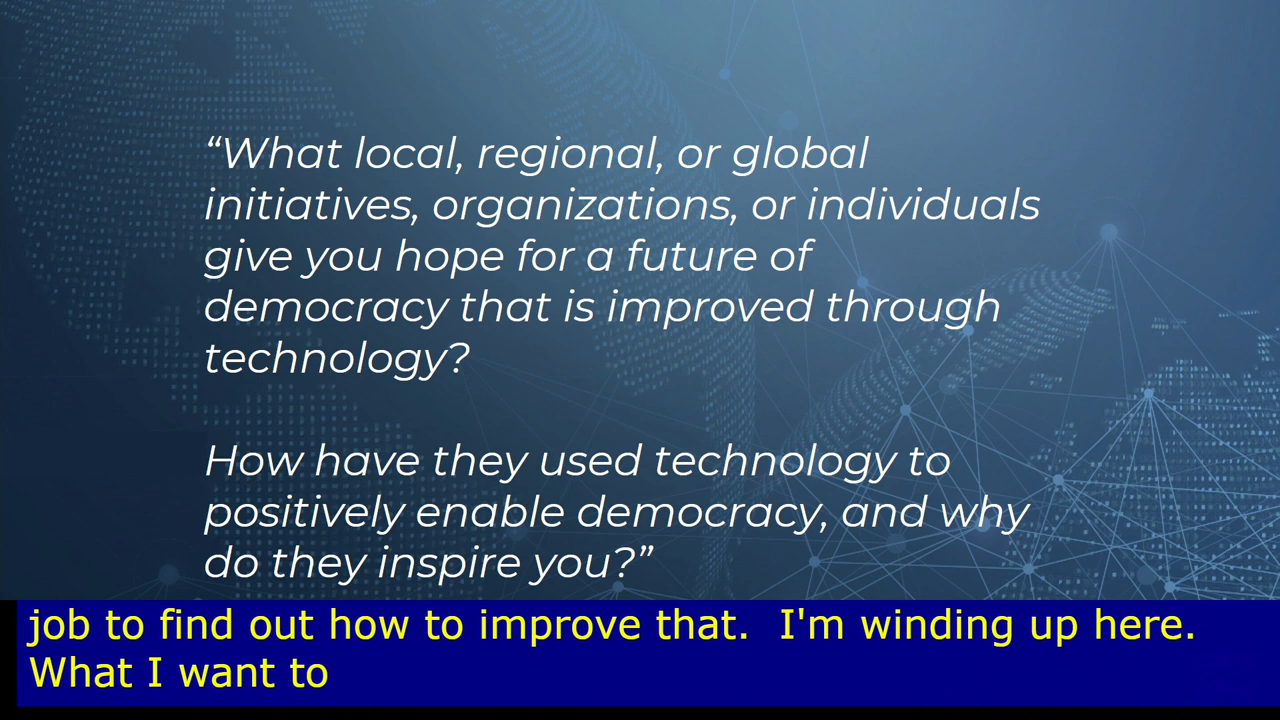 “What local, regional, or global
initiatives, organizations, or individuals
give you hope for a future of
democracy that is improved through
technology?
How have they used technology to
positively enable democracy, and why
do they inspire you?”
job to find out how to improve that.  I'm winding up here.
What I want to